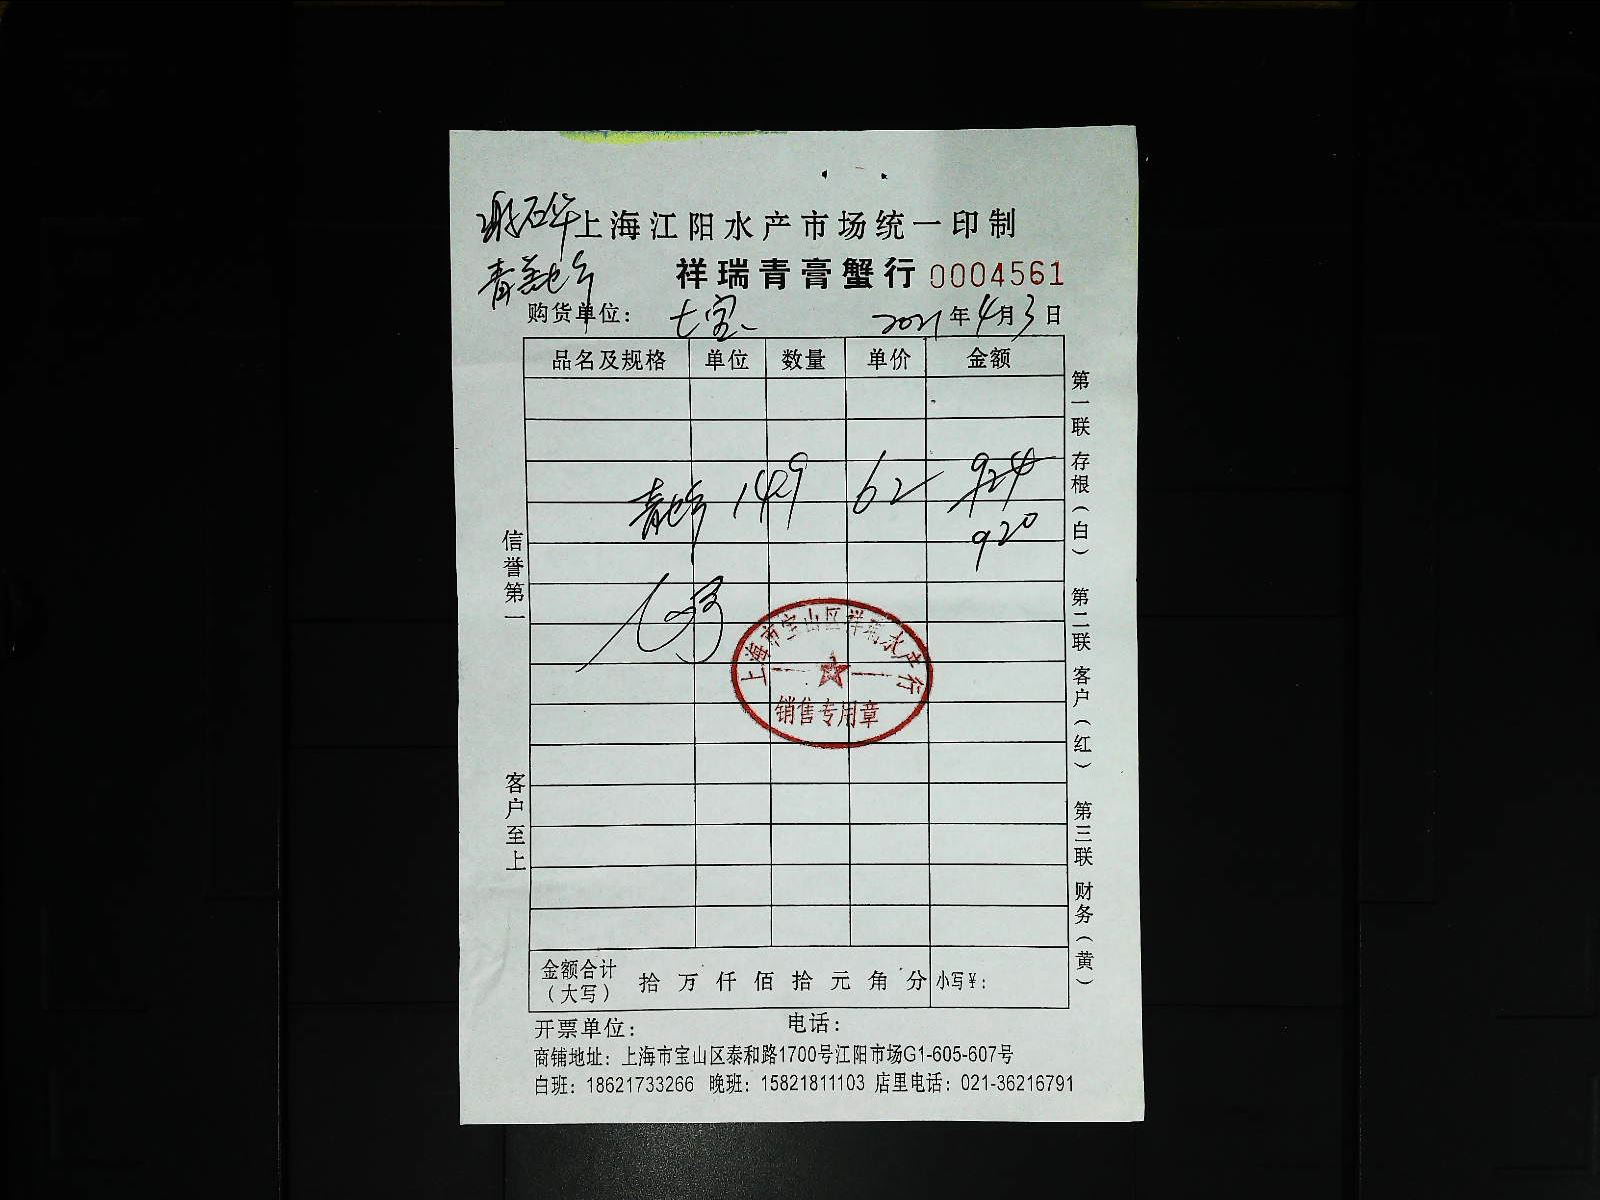 上海江阳水产市场统一印制
祥瑞青膏蟹行 0004561
购货单位： 七宝 2021年4月3日
品名及规格 单位 数量 单价 金额
149 62 924
920
上海市宝山区祥瑞水产行
销售专用章
信誉第一
客户至上
第一联 存根（白） 第二联 客户（红） 第三联 财务（黄）
金额合计（大写） 拾 万 仟 佰 拾 元 角 分 小写￥：
开票单位： 电话：
商铺地址：上海市宝山区泰和路1700号江阳市场G1-605-607号
白班：18621733266 晚班：15821811103 店里电话：021-36216791